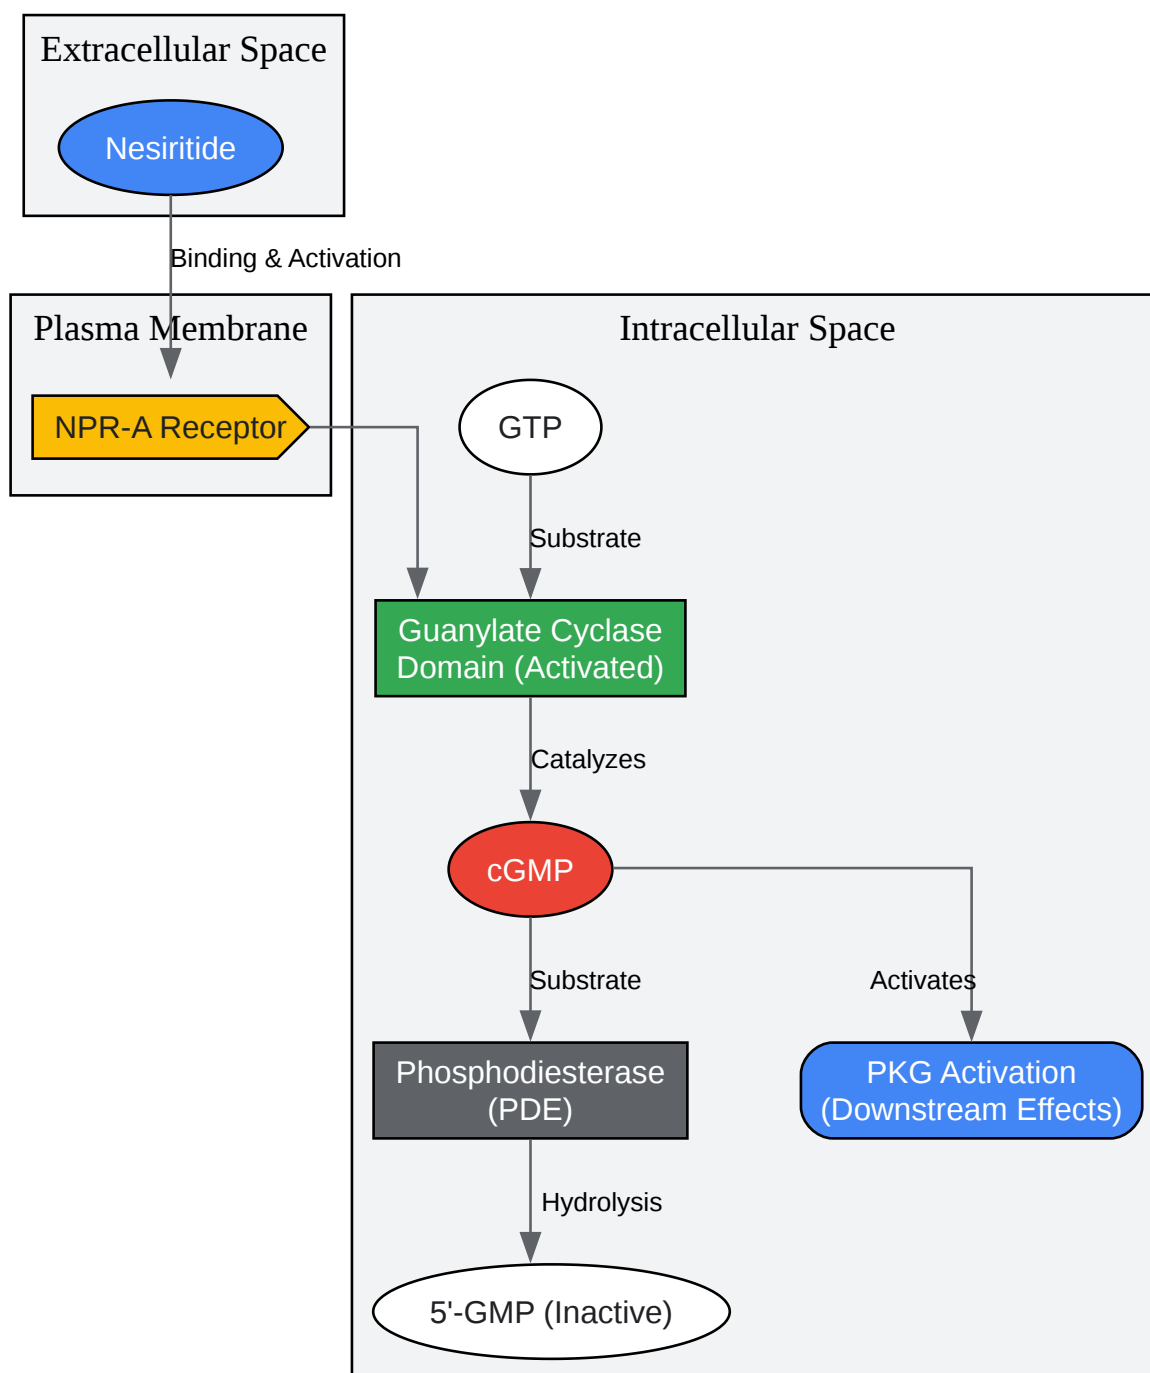 Extracellular Space
Nesiritide
Binding & Activation
Plasma Membrane
NPR-A Receptor
Intracellular Space
GTP
Substrate
Guanylate Cyclase
Domain (Activated)
Catalyzes
cGMP
Substrate
Activates
Phosphodiesterase
(PDE)
PKG Activation
(Downstream Effects)
Hydrolysis
5'-GMP (Inactive)